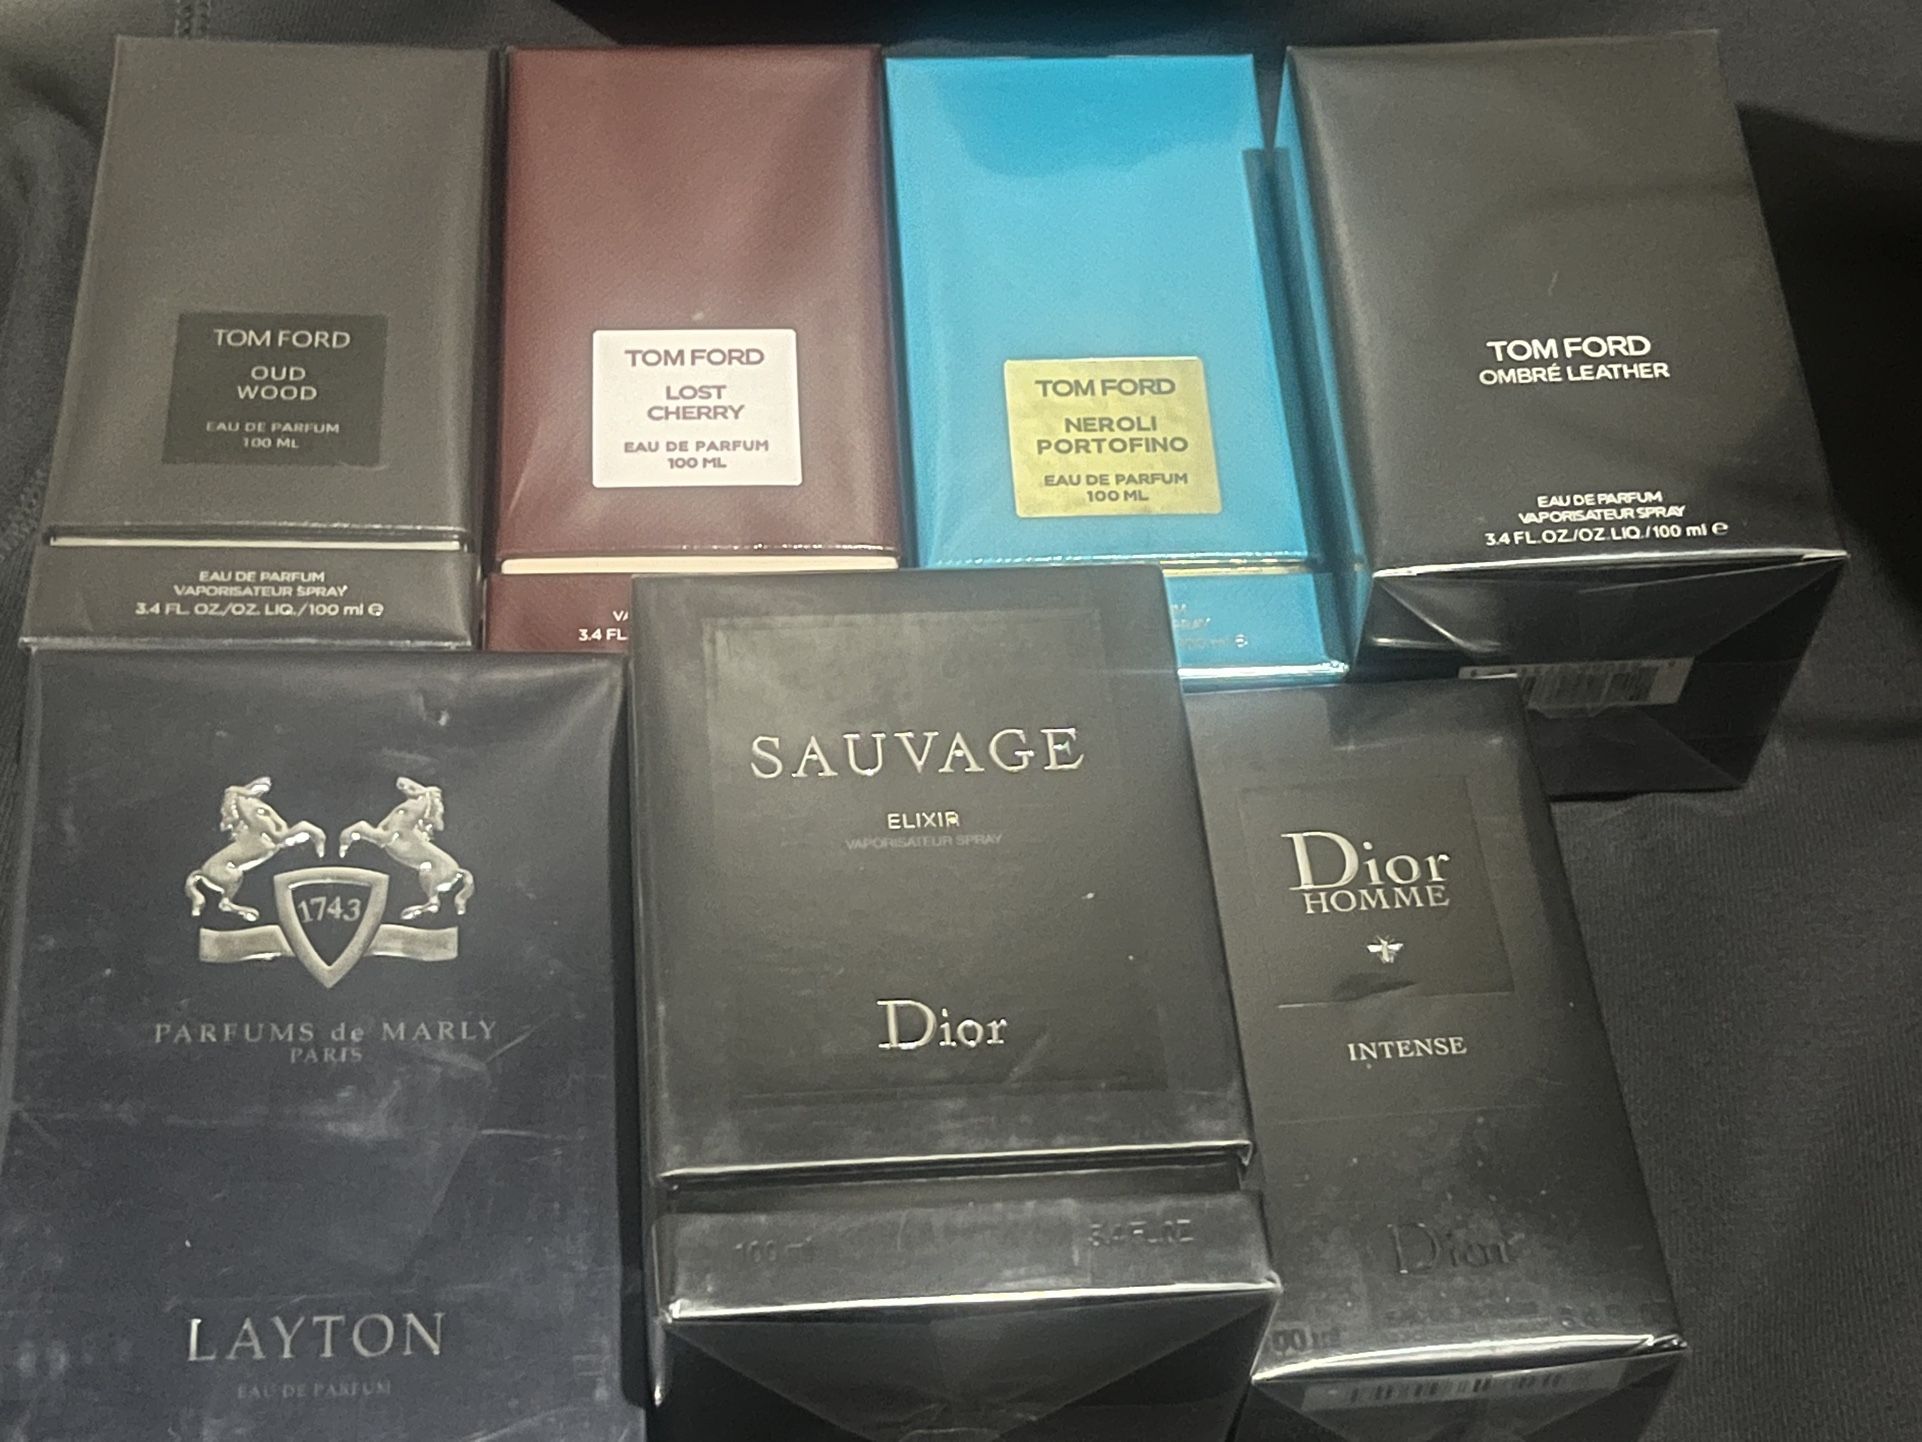 TOM FORD
OUD
WOOD
EAU DE PARFUM
100 ML
EAU DE PARFUM
VAPORISATEUR SPRAY
3.4 FL. OZ./OZ. LIQ./100 ml ℮
TOM FORD
LOST
CHERRY
EAU DE PARFUM
100 ML
3.4 FL
TOM FORD
NEROLI
PORTOFINO
EAU DE PARFUM
100 ML
TOM FORD
OMBRÉ LEATHER
EAU DE PARFUM
VAPORISATEUR SPRAY
3.4 FL.OZ./OZ.LIQ./100 ml ℮
1743
PARFUMS de MARLY
PARIS
LAYTON
EAU DE PARFUM
SAUVAGE
ELIXIR
VAPORISATEUR SPRAY
Dior
100 ml 3.4 FL.OZ
Dior
HOMME
INTENSE
Dior